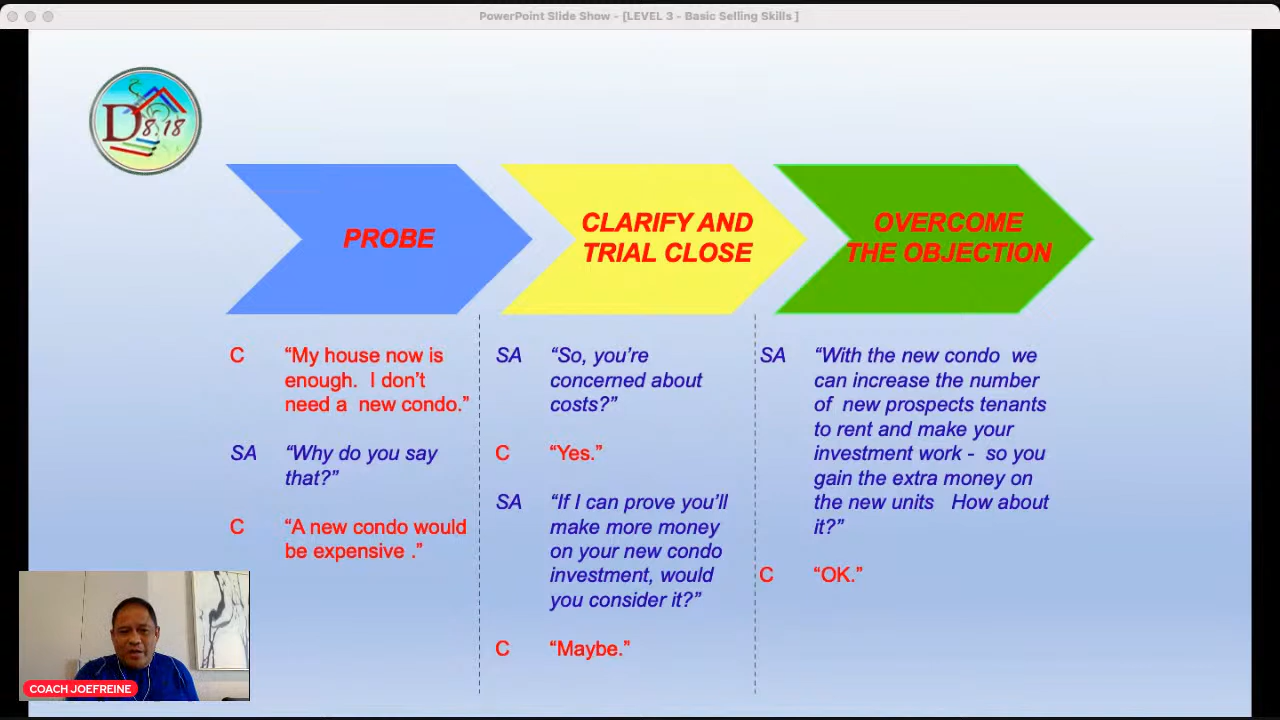 PowerPoint Slide Show - [LEVEL 3 - Basic Selling Skills ]
D 8.18
PROBE
CLARIFY AND
TRIAL CLOSE
OVERCOME
THE OBJECTION
C “My house now is
enough. I don’t
need a new condo.”
SA “Why do you say
that?”
C “A new condo would
be expensive .”
SA “So, you’re
concerned about
costs?”
C “Yes.”
SA “If I can prove you’ll
make more money
on your new condo
investment, would
you consider it?”
C “Maybe.”
SA “With the new condo we
can increase the number
of new prospects tenants
to rent and make your
investment work - so you
gain the extra money on
the new units How about
it?”
C “OK.”
COACH JOEFREINE